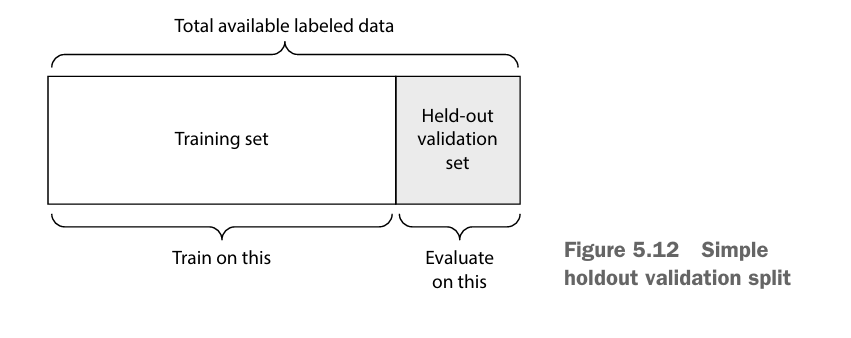 Total available labeled data
Training set
Held-out
validation
set
Train on this
Evaluate
on this
Figure 5.12 Simple
holdout validation split